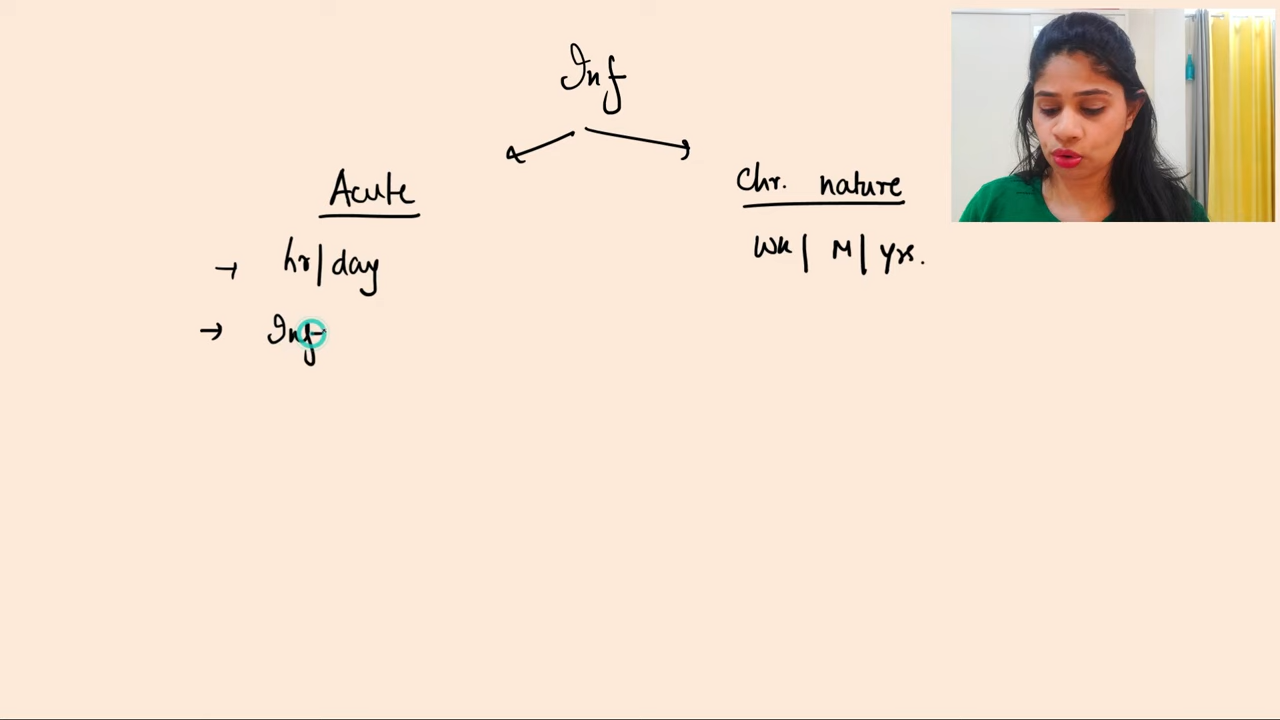 Inf
Acute
Chr. nature
→ hr/day
wk/ M/ yrs.
→ Inf